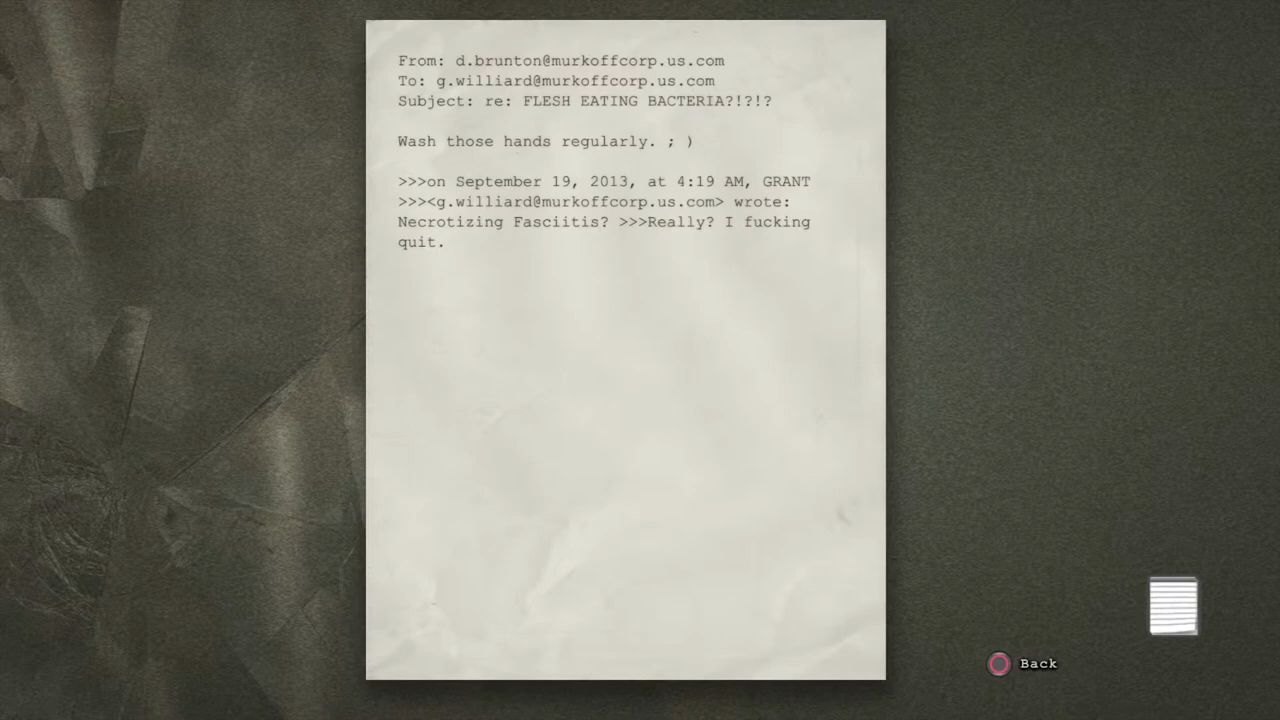 From: d.brunton@murkoffcorp.us.com
To: g.williard@murkoffcorp.us.com
Subject: re: FLESH EATING BACTERIA?!?!?
Wash those hands regularly. ; )
>>>on September 19, 2013, at 4:19 AM, GRANT
>>><g.williard@murkoffcorp.us.com> wrote:
Necrotizing Fasciitis? >>>Really? I fucking
quit.
Back